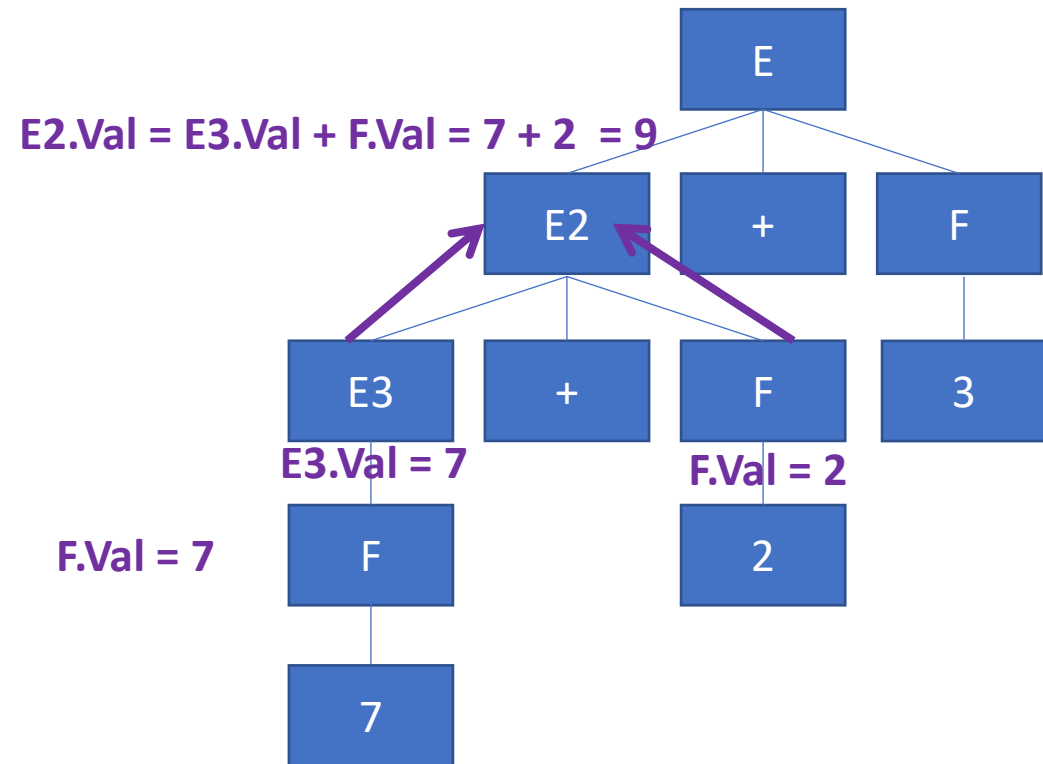 E
E2.Val = E3.Val + F.Val = 7 + 2 = 9
E2 + F
E3 + F 3
E3.Val = 7 F.Val = 2
F.Val = 7 F 2
7